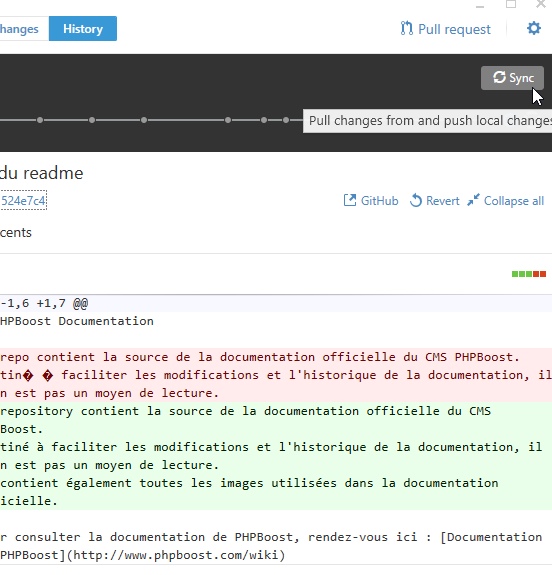 hanges History Pull request
Sync
Pull changes from and push local changes
du readme
524e7c4 GitHub Revert Collapse all
cents
-1,6 +1,7 @@
HPBoost Documentation
repo contient la source de la documentation officielle du CMS PHPBoost.
tin� � faciliter les modifications et l'historique de la documentation, il
n est pas un moyen de lecture.
repository contient la source de la documentation officielle du CMS
Boost.
tiné à faciliter les modifications et l'historique de la documentation, il
n est pas un moyen de lecture.
contient également toutes les images utilisées dans la documentation
icielle.
r consulter la documentation de PHPBoost, rendez-vous ici : [Documentation
PHPBoost](http://www.phpboost.com/wiki)